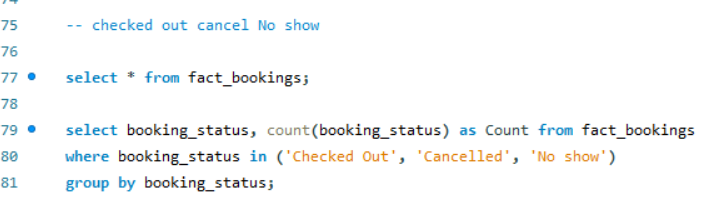 74
75 -- checked out cancel No show
76
77 select * from fact_bookings;
78
79 select booking_status, count(booking_status) as Count from fact_bookings
80 where booking_status in ('Checked Out', 'Cancelled', 'No show')
81 group by booking_status;